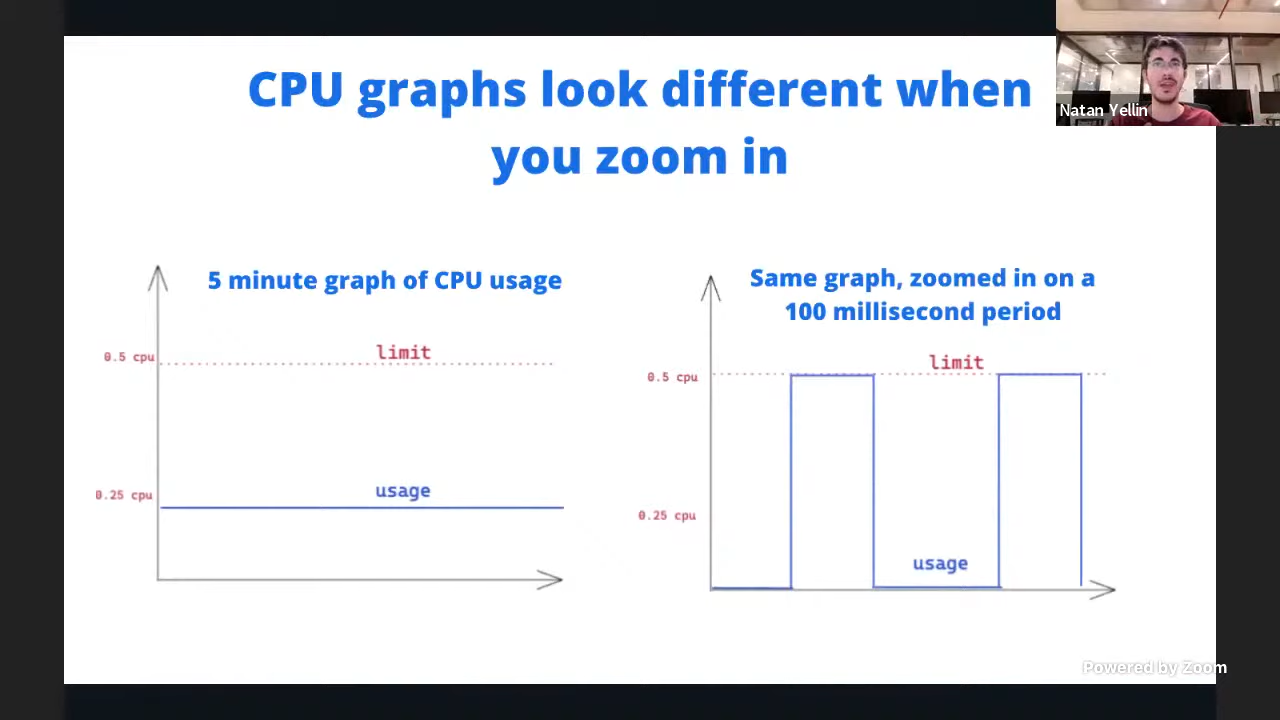 CPU graphs look different when
you zoom in
Natan Yellin
5 minute graph of CPU usage
0.5 cpu
limit
0.25 cpu
usage
Same graph, zoomed in on a
100 millisecond period
0.5 cpu
limit
0.25 cpu
usage
Powered by Zoom